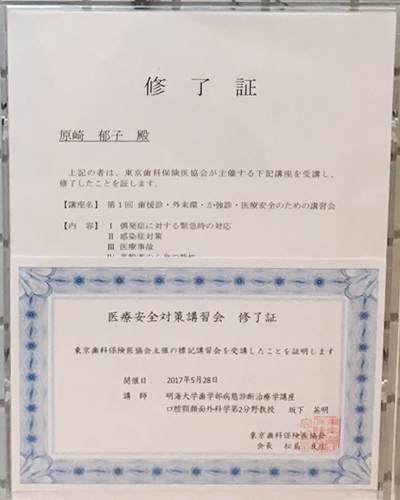 修 了 証
原崎 郁子 殿
上記の者は、東京歯科保険医協会が主催する下記講座を受講し、
修了したことを証します。
【講座名】 第1回 歯援診・外来環・か強診・医療安全のための講習会
【内 容】 Ⅰ 偶発症に対する緊急時の対応
Ⅱ 感染症対策
Ⅲ 医療事故
医療安全対策講習会 修了証
東京歯科保険医協会主催の標記講習会を受講したことを証明します
開催日 2017年5月28日
講 師 明海大学歯学部病態診断治療学講座
口腔顎顔面外科学第2分野教授 坂下 英明
東京歯科保険医協会
会長 松島 良次